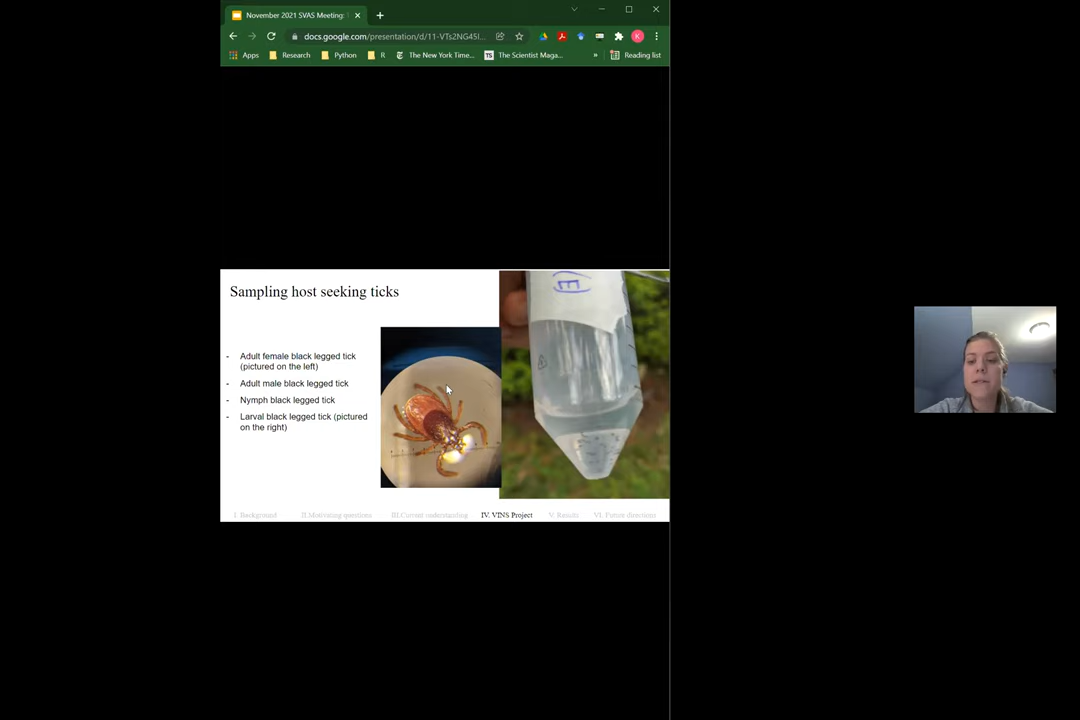 November 2021 SVAS Meeting:
docs.google.com/presentation/d/11-VTs2NG45I...
Apps Research Python R The New York Time... The Scientist Maga... » Reading list
Sampling host seeking ticks
- Adult female black legged tick
(pictured on the left)
- Adult male black legged tick
- Nymph black legged tick
- Larval black legged tick (pictured
on the right)
I. Background II.Motivating questions III.Current understanding IV. VINS Project V. Results VI. Future directions